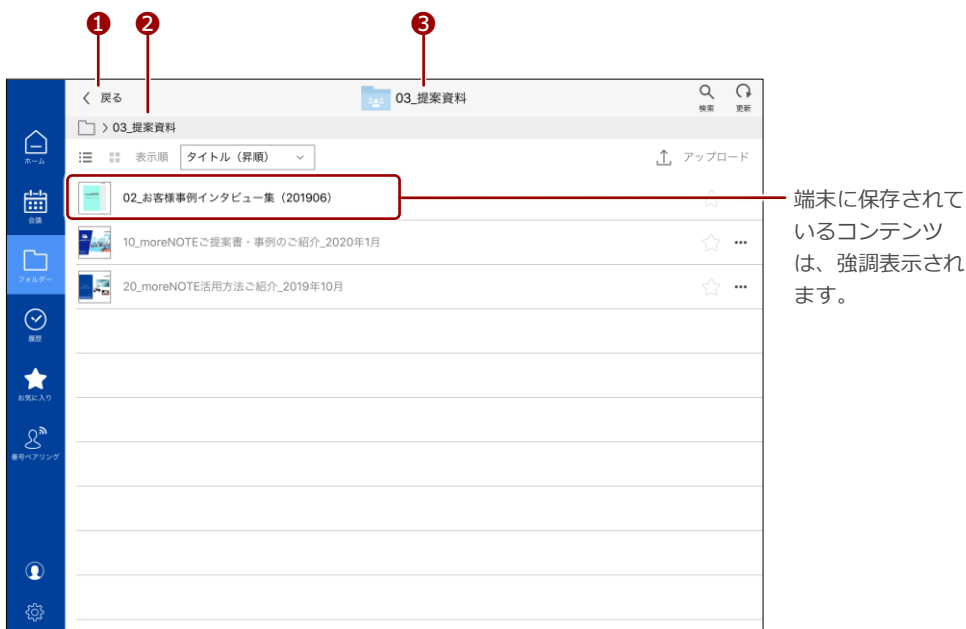 ❶ ❷ ❸
戻る
03_提案資料
検索
更新
03_提案資料
表示順 タイトル（昇順）
アップロード
ホーム
会議
フォルダー
履歴
お気に入り
番号ペアリング
02_お客様事例インタビュー集（201906）
10_moreNOTEご提案書・事例のご紹介_2020年1月
20_moreNOTE活用方法ご紹介_2019年10月
端末に保存されて
いるコンテンツ
は、強調表示され
ます。